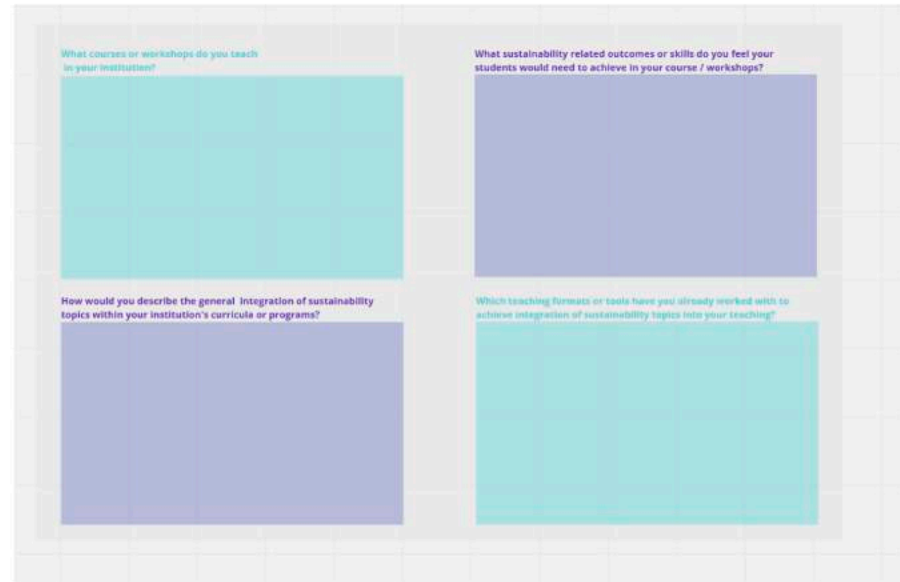 What courses or workshops do you teach
in your institution?
What sustainability related outcomes or skills do you feel your
students would need to achieve in your course / workshops?
How would you describe the general Integration of sustainability
topics within your institution's curricula or programs?
Which teaching formats or tools have you already worked with to
achieve integration of sustainability topics into your teaching?